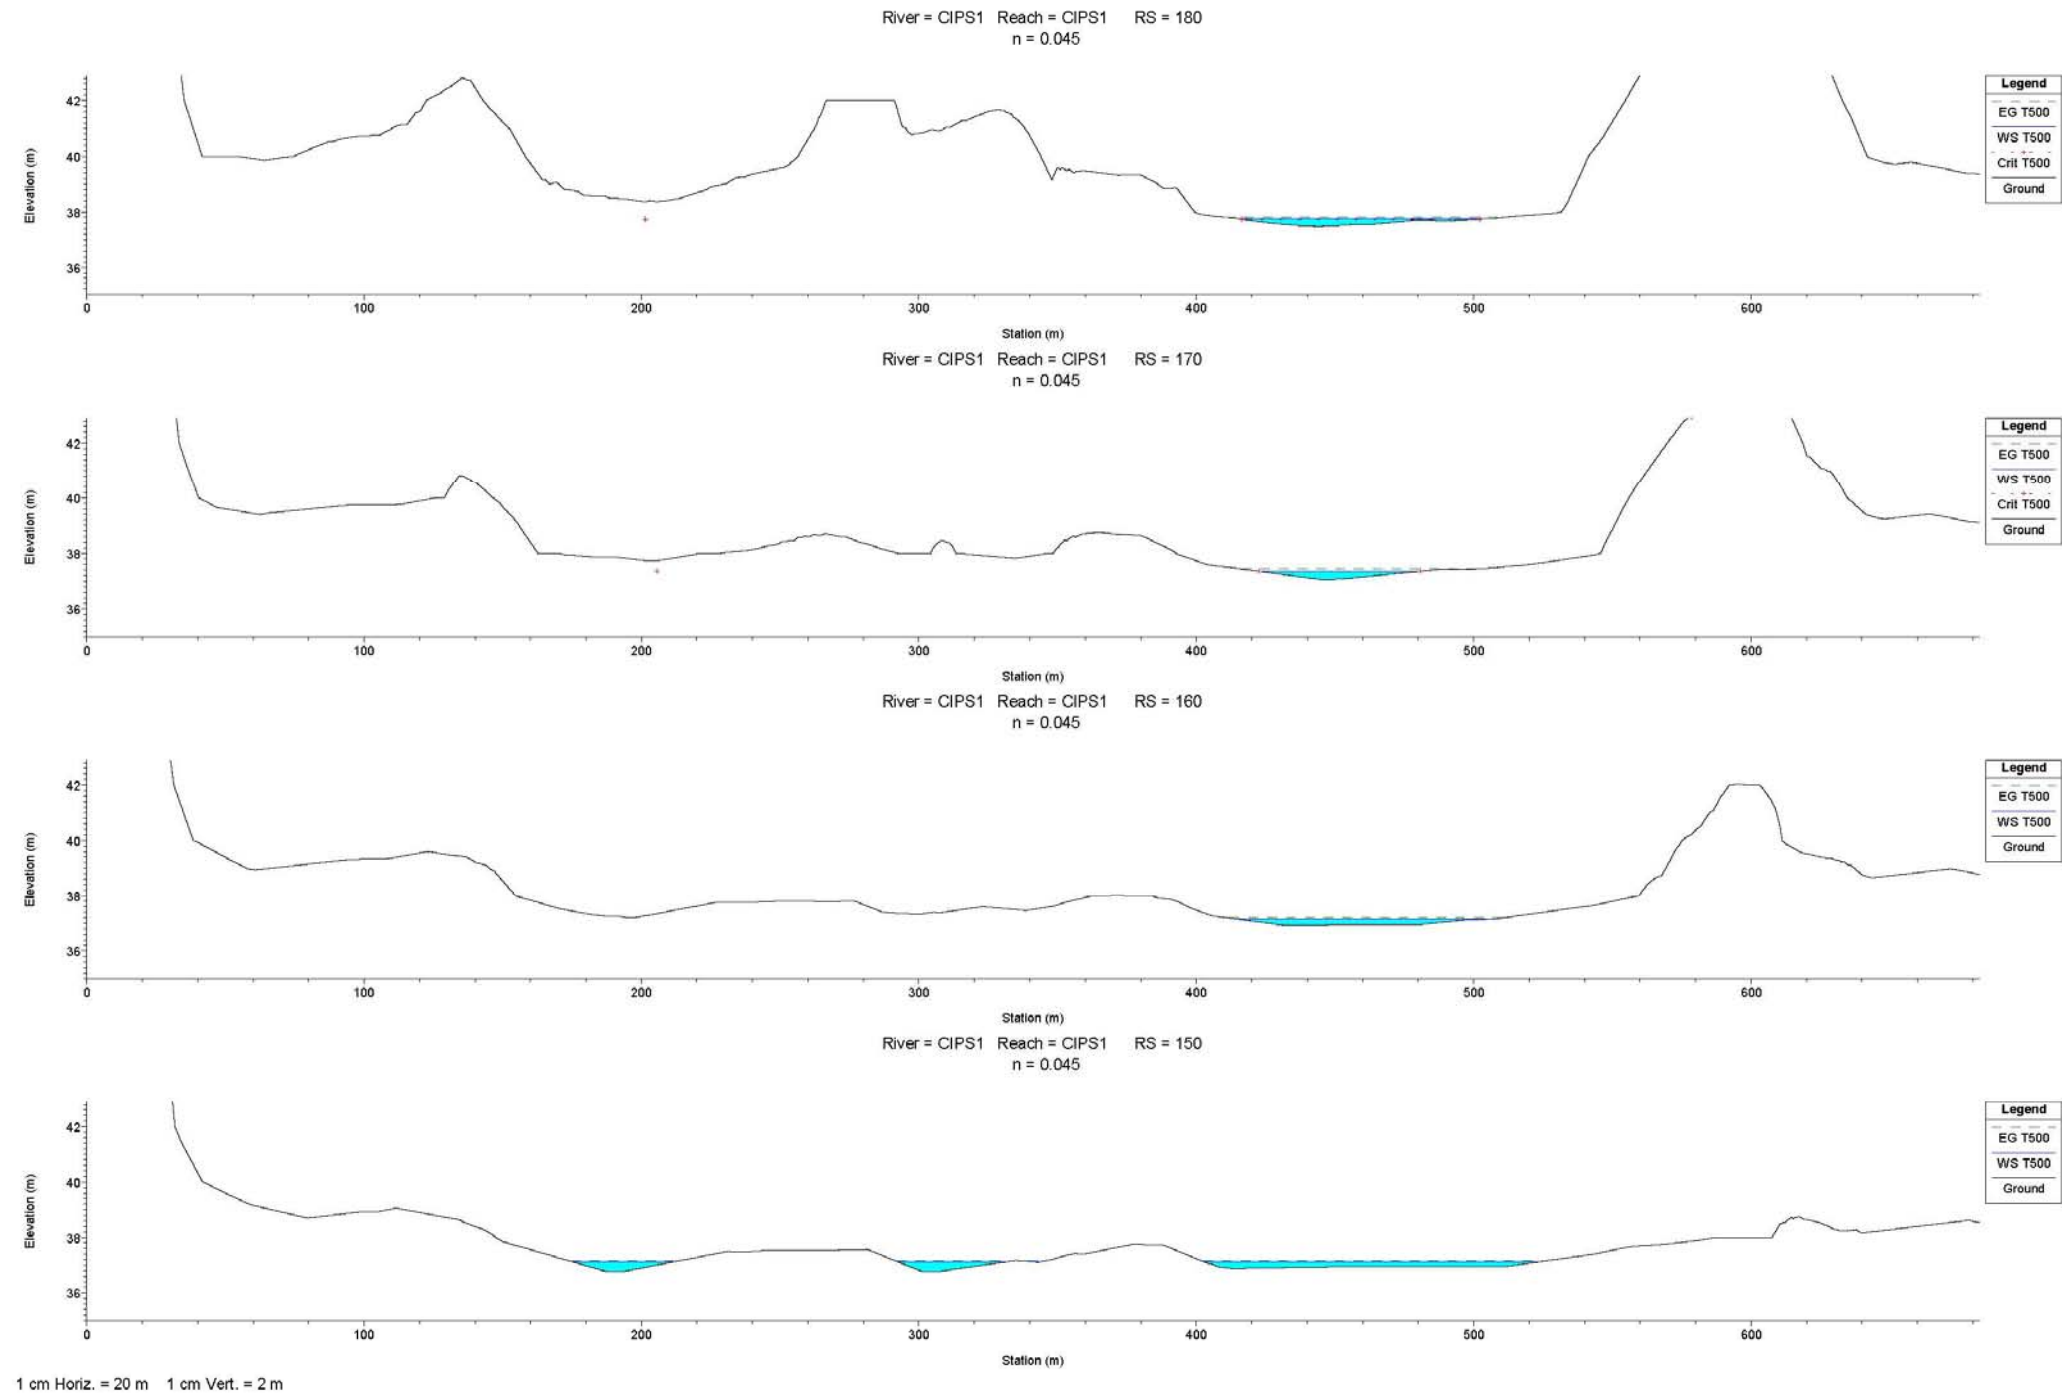 River = CIPS1 Reach = CIPS1 RS = 180
n = 0.045
Elevation (m)
42
40
38
36
0 100 200 300 400 500 600
Station (m)
Legend
EG T500
WS T500
Crit T500
Ground
River = CIPS1 Reach = CIPS1 RS = 170
n = 0.045
Elevation (m)
42
40
38
36
0 100 200 300 400 500 600
Station (m)
Legend
EG T500
WS T500
Crit T500
Ground
River = CIPS1 Reach = CIPS1 RS = 160
n = 0.045
Elevation (m)
42
40
38
36
0 100 200 300 400 500 600
Station (m)
Legend
EG T500
WS T500
Ground
River = CIPS1 Reach = CIPS1 RS = 150
n = 0.045
Elevation (m)
42
40
38
36
0 100 200 300 400 500 600
Station (m)
Legend
EG T500
WS T500
Ground
1 cm Horiz. = 20 m 1 cm Vert. = 2 m